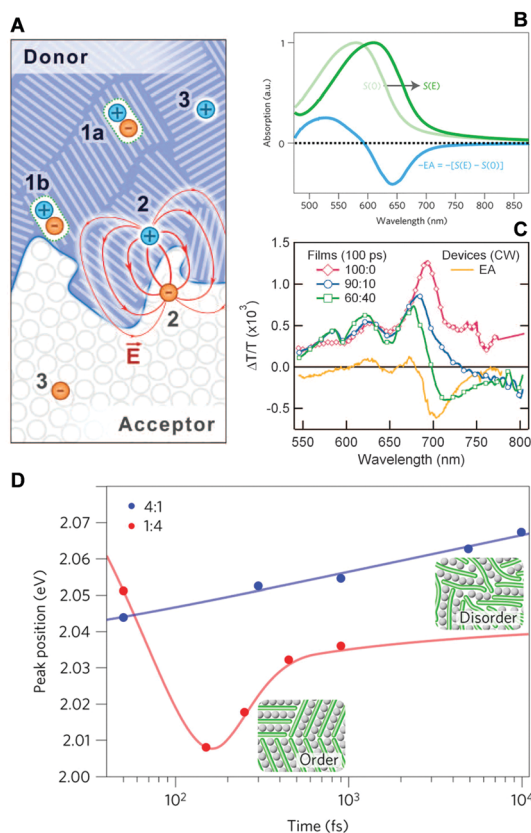 A
Donor
3
+
+
-
1a
1b
+
-
2
+
-
2
E
3
-
Acceptor
B
Absorption (a.u.)
1
0
S(0)
S(E)
–EA = –[S(E) – S(0)]
500 550 600 650 700 750 800 850
Wavelength (nm)
C
ΔT/T (x10³)
1.5
1.0
0.5
0.0
-0.5
Films (100 ps)
100:0
90:10
60:40
Devices (CW)
EA
550 600 650 700 750 800
Wavelength (nm)
D
4:1
1:4
Peak position (eV)
2.07
2.06
2.05
2.04
2.03
2.02
2.01
2.00
Disorder
Order
10² 10³ 10⁴
Time (fs)